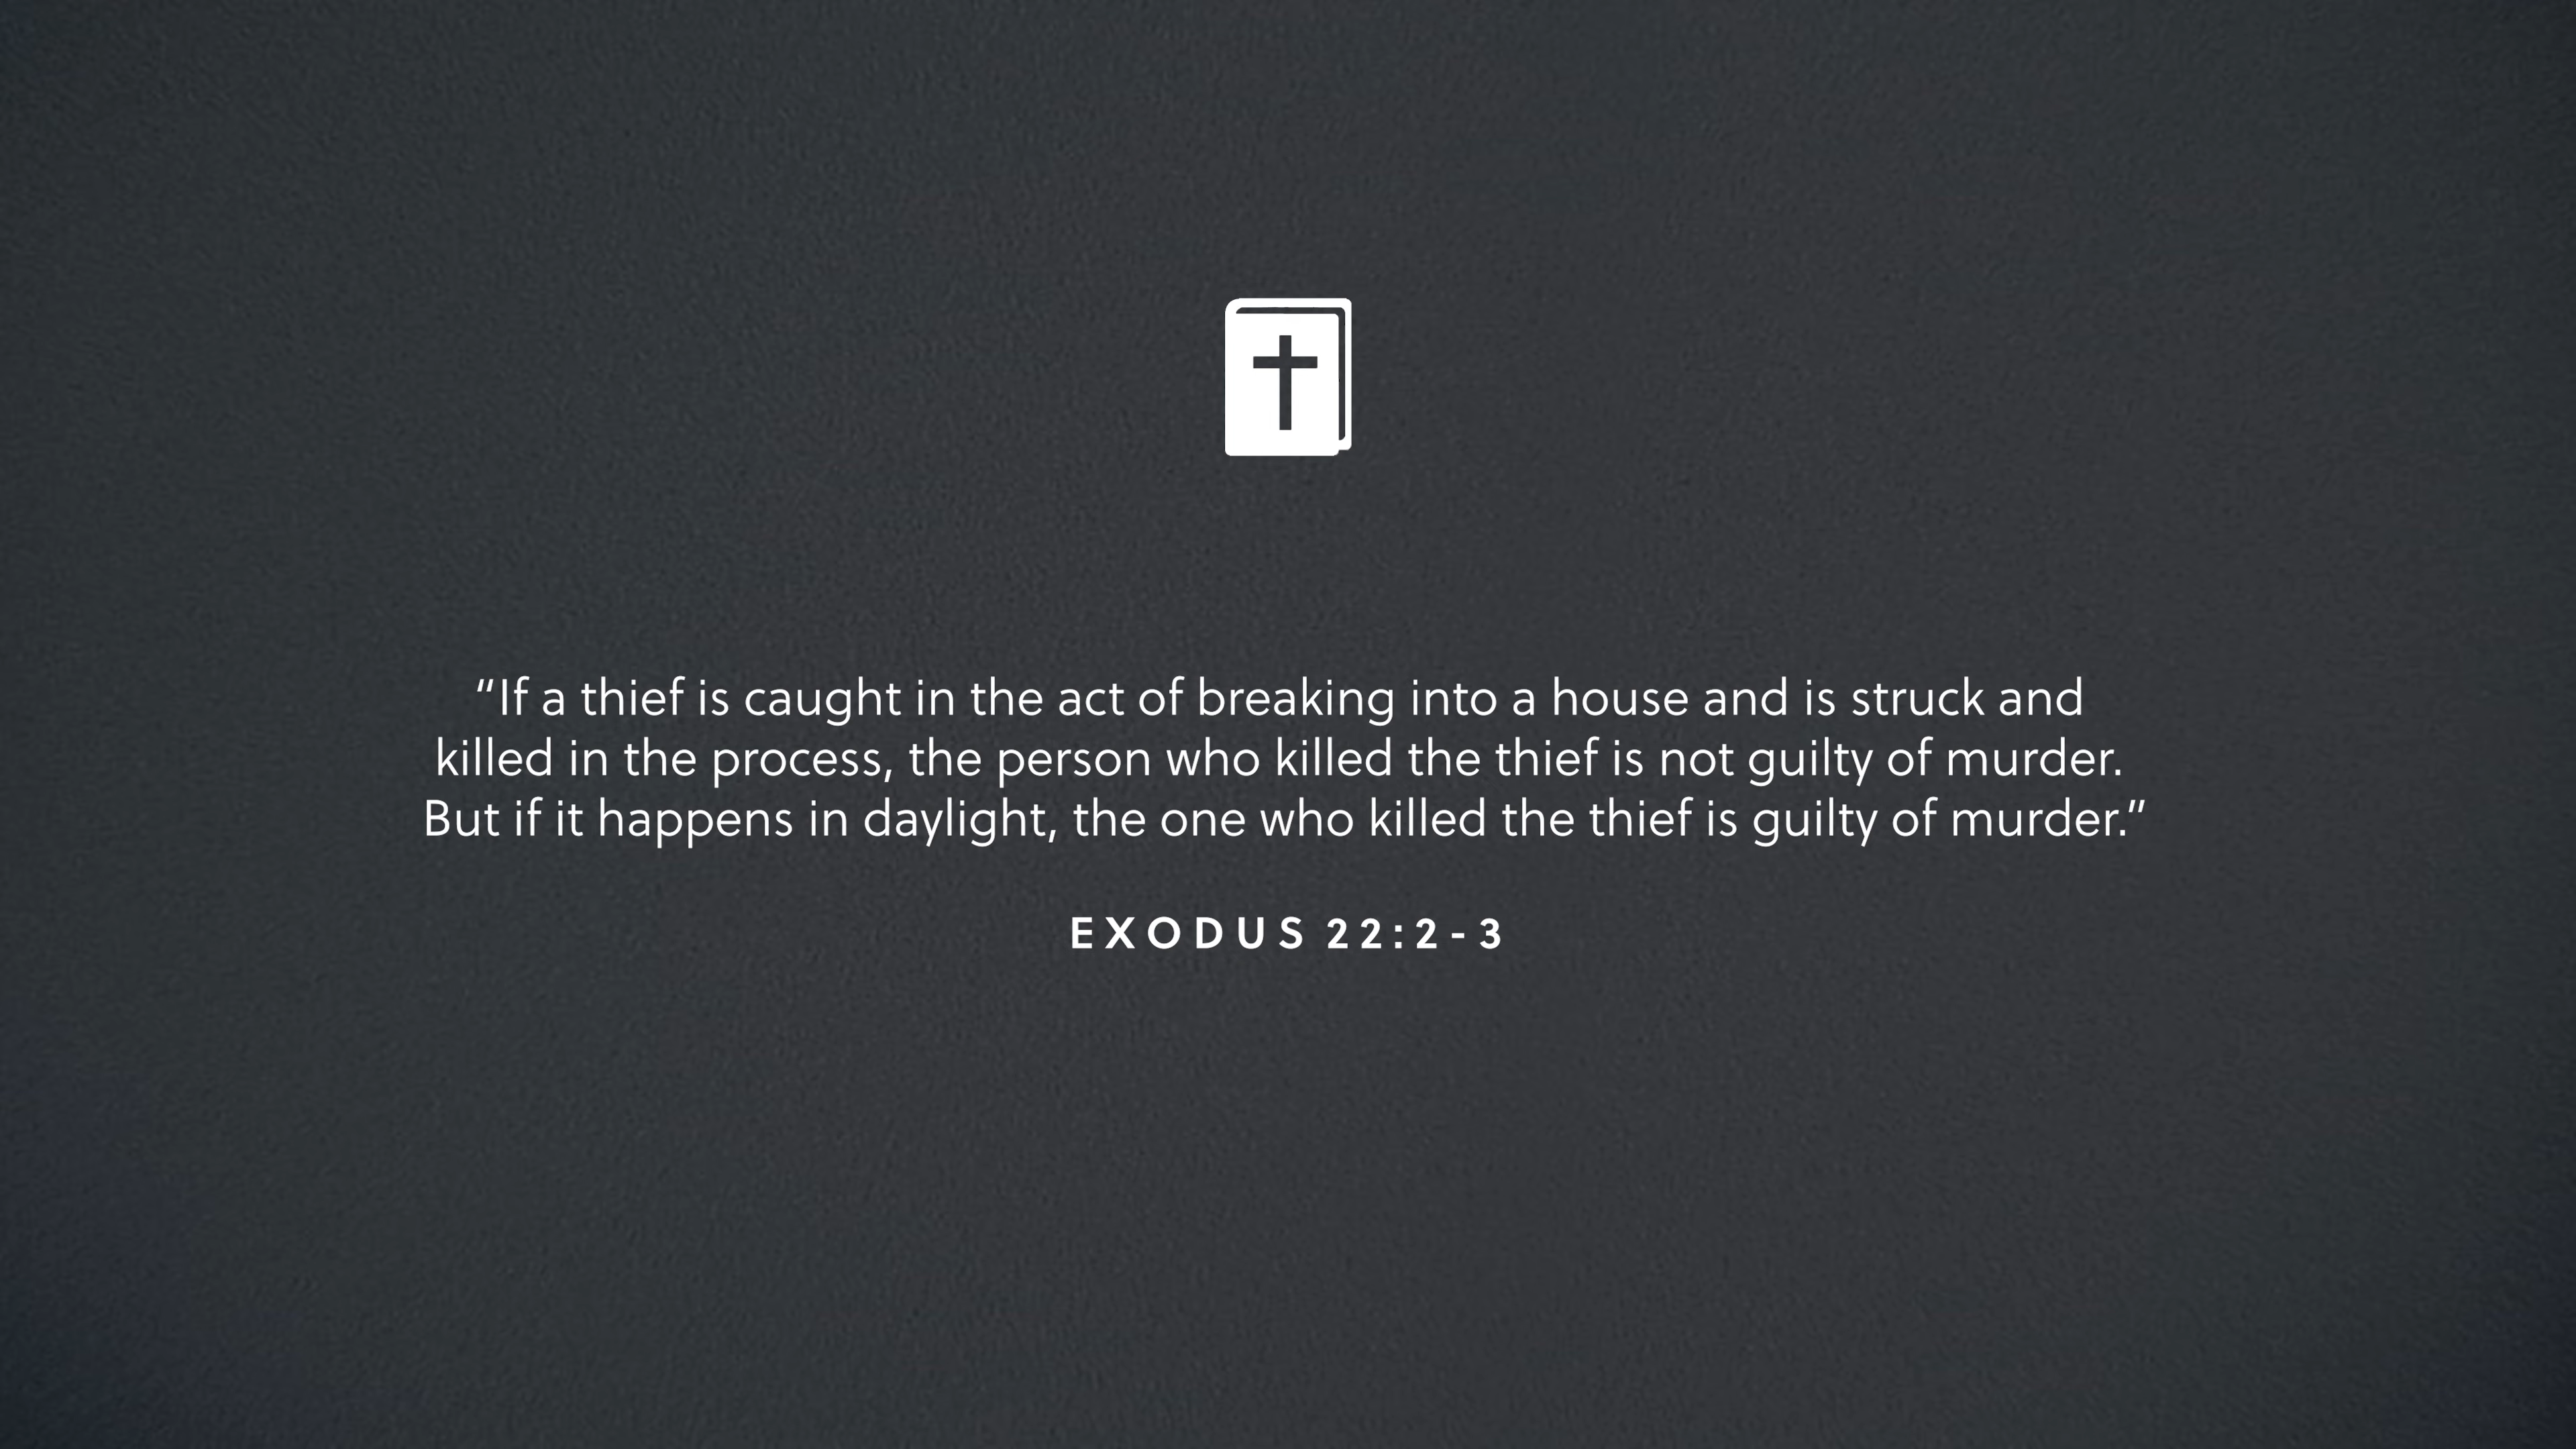 “If a thief is caught in the act of breaking into a house and is struck and
killed in the process, the person who killed the thief is not guilty of murder.
But if it happens in daylight, the one who killed the thief is guilty of murder.”
EXODUS 22:2-3